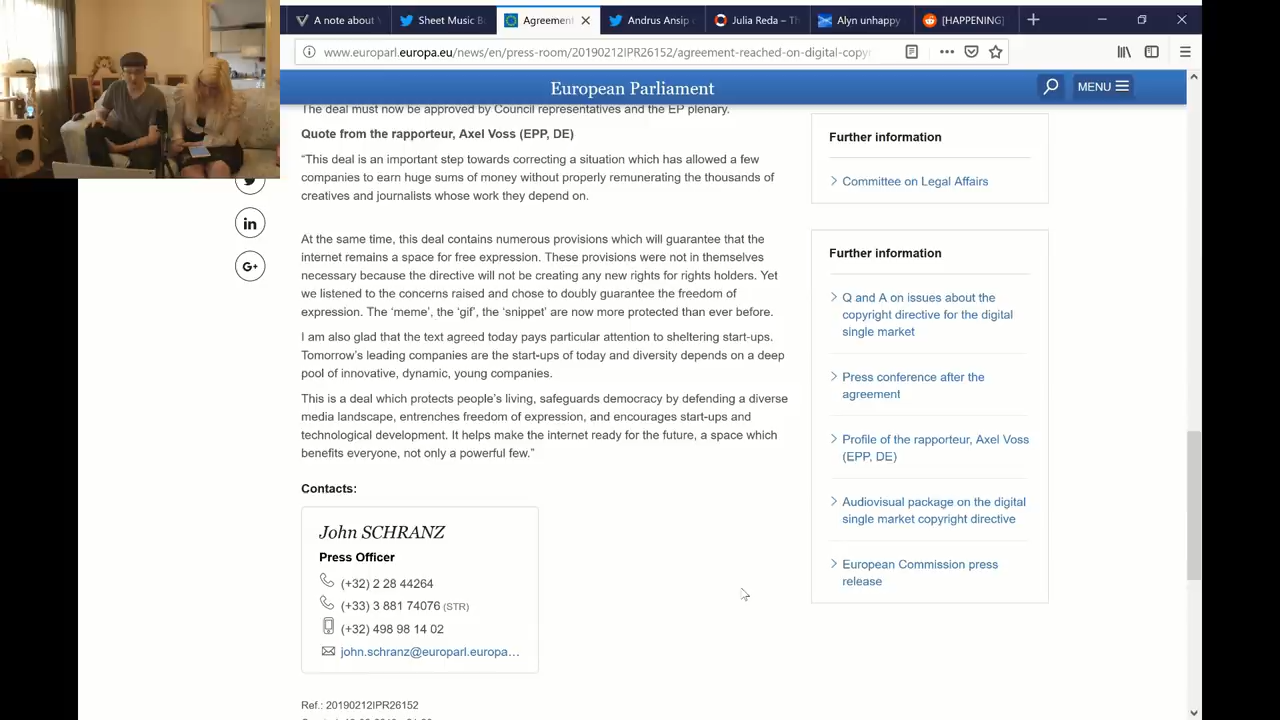 A note about Y
Sheet Music B
Agreement
Andrus Ansip
Julia Reda – Th
Alyn unhappy
[HAPPENING]
www.europarl.europa.eu/news/en/press-room/20190212IPR26152/agreement-reached-on-digital-copy
European Parliament
MENU
The deal must now be approved by Council representatives and the EP plenary.
Quote from the rapporteur, Axel Voss (EPP, DE)
“This deal is an important step towards correcting a situation which has allowed a few
companies to earn huge sums of money without properly remunerating the thousands of
creatives and journalists whose work they depend on.
At the same time, this deal contains numerous provisions which will guarantee that the
internet remains a space for free expression. These provisions were not in themselves
necessary because the directive will not be creating any new rights for rights holders. Yet
we listened to the concerns raised and chose to doubly guarantee the freedom of
expression. The ‘meme’, the ‘gif’, the ‘snippet’ are now more protected than ever before.
I am also glad that the text agreed today pays particular attention to sheltering start-ups.
Tomorrow’s leading companies are the start-ups of today and diversity depends on a deep
pool of innovative, dynamic, young companies.
This is a deal which protects people’s living, safeguards democracy by defending a diverse
media landscape, entrenches freedom of expression, and encourages start-ups and
technological development. It helps make the internet ready for the future, a space which
benefits everyone, not only a powerful few.”
Contacts:
John SCHRANZ
Press Officer
(+32) 2 28 44264
(+33) 3 881 74076 (STR)
(+32) 498 98 14 02
john.schranz@europarl.europa...
Ref.: 20190212IPR26152
in
G+
Further information
Committee on Legal Affairs
Further information
Q and A on issues about the
copyright directive for the digital
single market
Press conference after the
agreement
Profile of the rapporteur, Axel Voss
(EPP, DE)
Audiovisual package on the digital
single market copyright directive
European Commission press
release